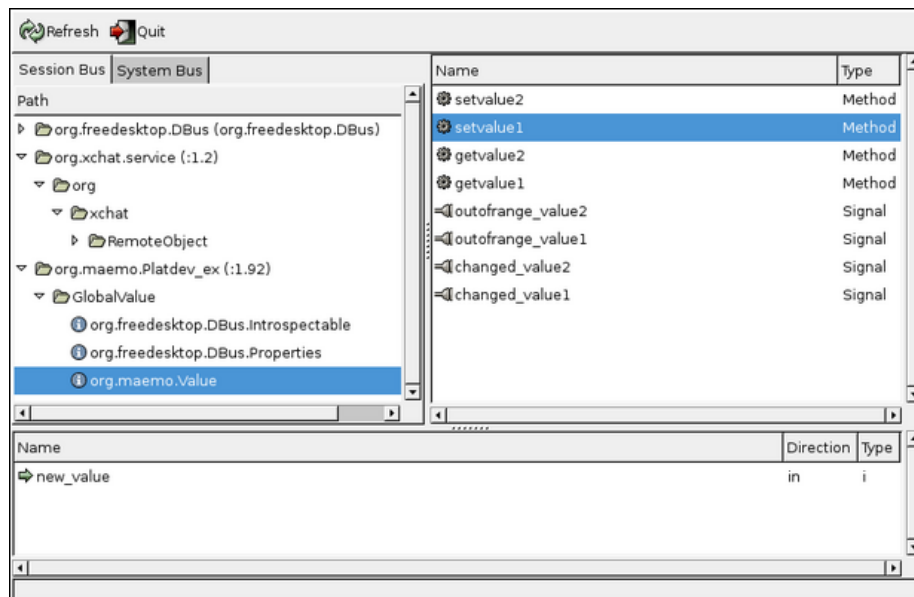 Refresh Quit
Session Bus System Bus
Path
org.freedesktop.DBus (org.freedesktop.DBus)
org.xchat.service (:1.2)
org
xchat
RemoteObject
org.maemo.Platdev_ex (:1.92)
GlobalValue
org.freedesktop.DBus.Introspectable
org.freedesktop.DBus.Properties
org.maemo.Value
Name Type
setvalue2 Method
setvalue1 Method
getvalue2 Method
getvalue1 Method
outofrange_value2 Signal
outofrange_value1 Signal
changed_value2 Signal
changed_value1 Signal
Name Direction Type
new_value in i